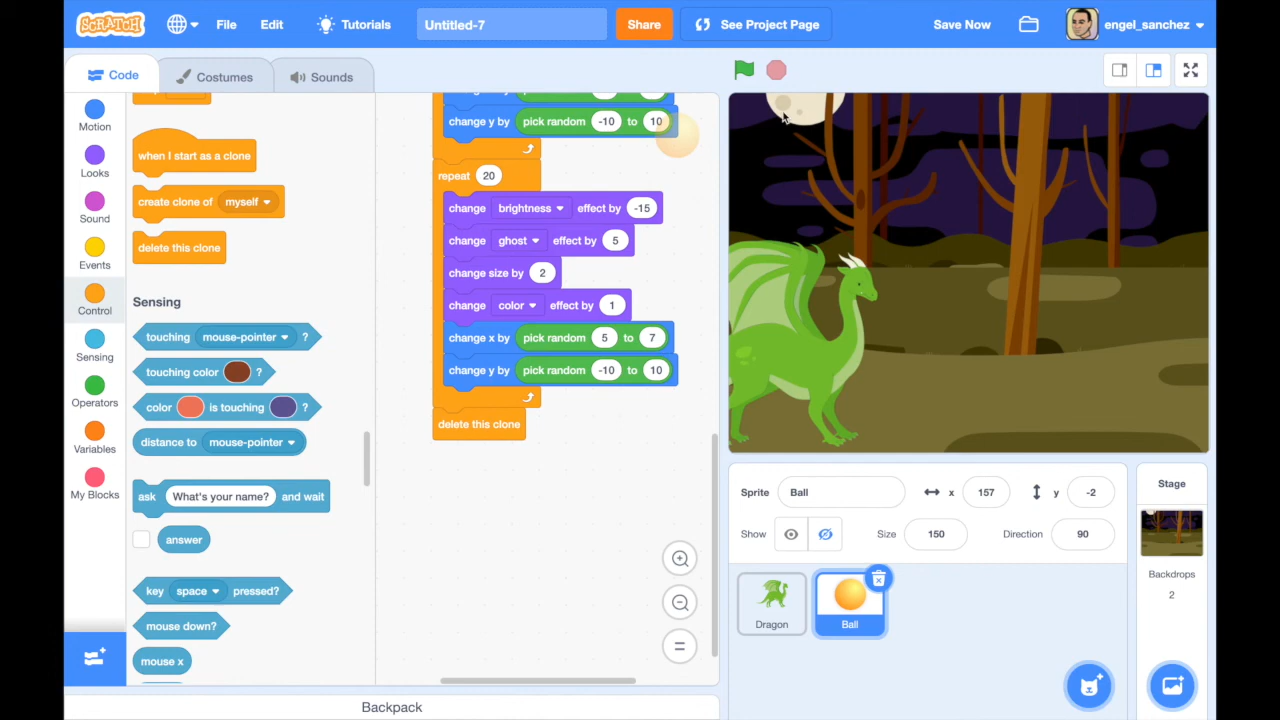 SCRATCH File Edit Tutorials Untitled-7 Share See Project Page Save Now engel_sanchez
Code Costumes Sounds
Motion
Looks
Sound
Events
Control
Sensing
Operators
Variables
My Blocks
when I start as a clone
create clone of myself
delete this clone
Sensing
touching mouse-pointer ?
touching color ?
color is touching ?
distance to mouse-pointer
ask What's your name? and wait
answer
key space pressed?
mouse down?
mouse x
change y by pick random -10 to 10
repeat 20
change brightness effect by -15
change ghost effect by 5
change size by 2
change color effect by 1
change x by pick random 5 to 7
change y by pick random -10 to 10
delete this clone
Backpack
Sprite Ball x 157 y -2
Show Size 150 Direction 90
Dragon Ball
Stage
Backdrops
2